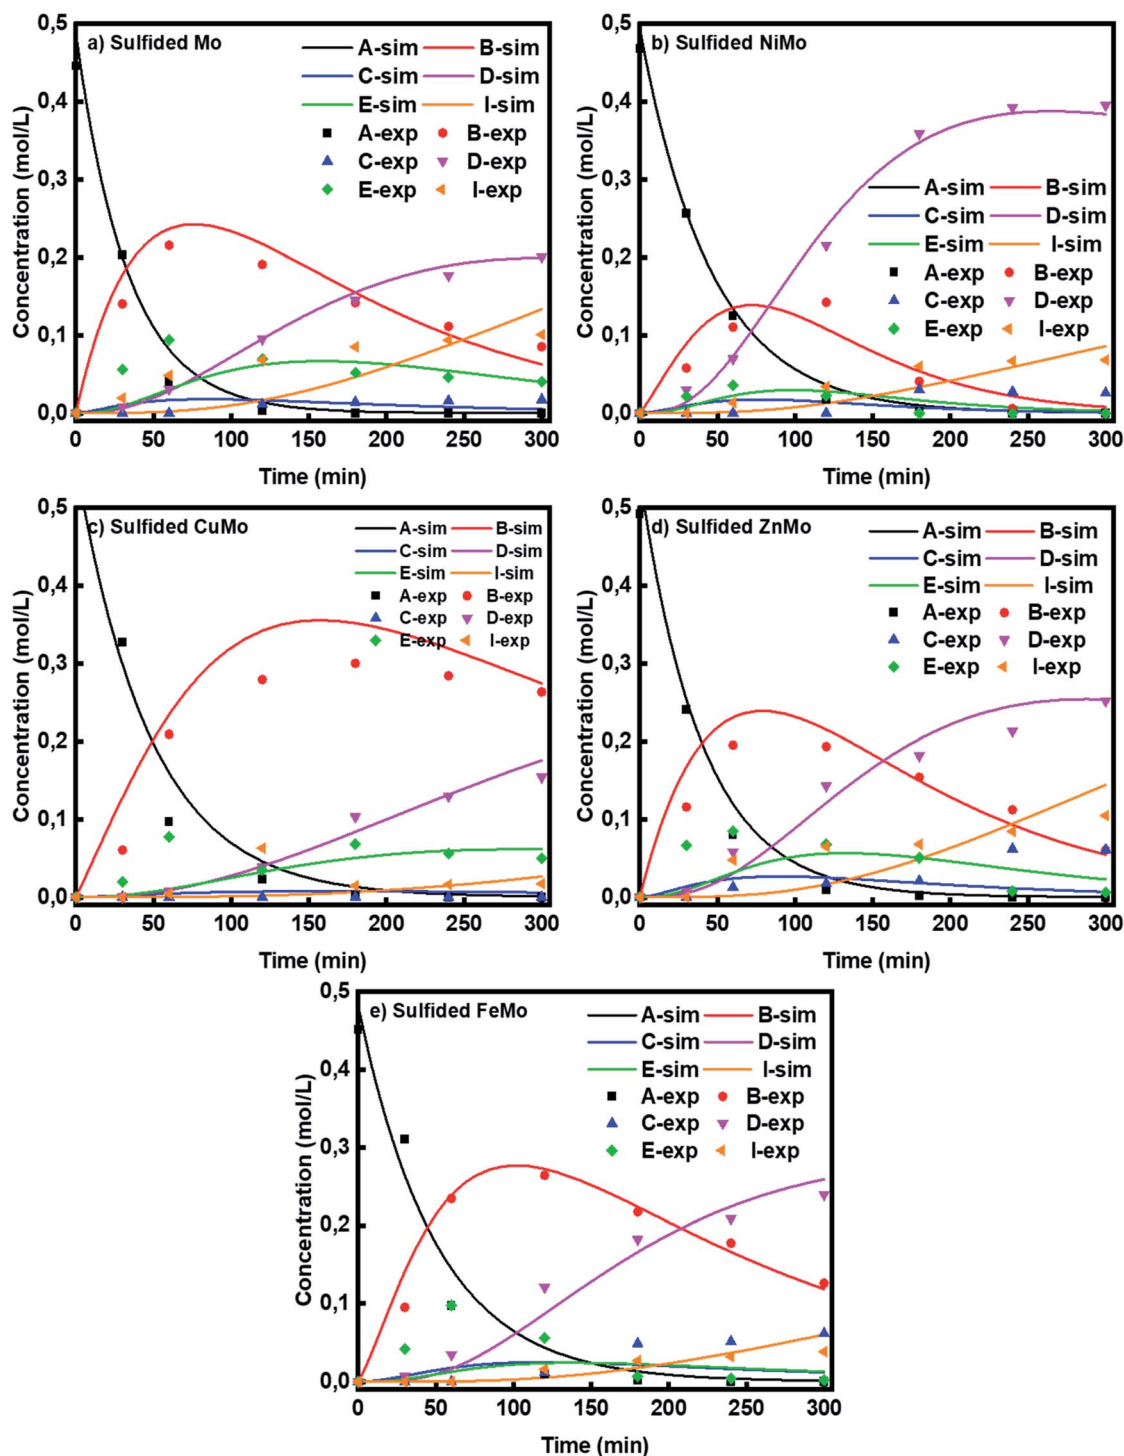 a) Sulfided Mo
Concentration (mol/L)
0,5
0,4
0,3
0,2
0,1
0,0
0 50 100 150 200 250 300
Time (min)
A-sim B-sim
C-sim D-sim
E-sim I-sim
A-exp B-exp
C-exp D-exp
E-exp I-exp
b) Sulfided NiMo
Concentration (mol/L)
0,5
0,4
0,3
0,2
0,1
0,0
0 50 100 150 200 250 300
Time (min)
A-sim B-sim
C-sim D-sim
E-sim I-sim
A-exp B-exp
C-exp D-exp
E-exp I-exp
c) Sulfided CuMo
Concentration (mol/L)
0,5
0,4
0,3
0,2
0,1
0,0
0 50 100 150 200 250 300
Time (min)
A-sim B-sim
C-sim D-sim
E-sim I-sim
A-exp B-exp
C-exp D-exp
E-exp I-exp
d) Sulfided ZnMo
Concentration (mol/L)
0,5
0,4
0,3
0,2
0,1
0,0
0 50 100 150 200 250 300
Time (min)
A-sim B-sim
C-sim D-sim
E-sim I-sim
A-exp B-exp
C-exp D-exp
E-exp I-exp
e) Sulfided FeMo
Concentration (mol/L)
0,5
0,4
0,3
0,2
0,1
0,0
0 50 100 150 200 250 300
Time (min)
A-sim B-sim
C-sim D-sim
E-sim I-sim
A-exp B-exp
C-exp D-exp
E-exp I-exp